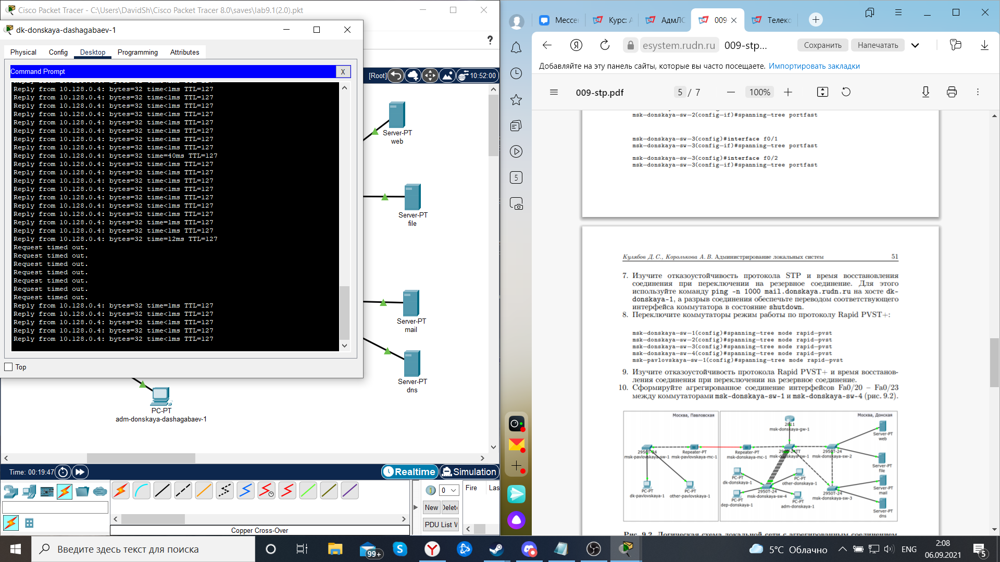 Cisco Packet Tracer - C:\Users\DavidSh\Cisco Packet Tracer 8.0\saves\lab9.1(2.0).pkt
dk-donskaya-dashagabaev-1
Physical Config Desktop Programming Attributes
Command Prompt X
Reply from 10.128.0.4: bytes=32 time<1ms TTL=127
Reply from 10.128.0.4: bytes=32 time<1ms TTL=127
Reply from 10.128.0.4: bytes=32 time<1ms TTL=127
Reply from 10.128.0.4: bytes=32 time<1ms TTL=127
Reply from 10.128.0.4: bytes=32 time<1ms TTL=127
Reply from 10.128.0.4: bytes=32 time<1ms TTL=127
Reply from 10.128.0.4: bytes=32 time<1ms TTL=127
Reply from 10.128.0.4: bytes=32 time<1ms TTL=127
Reply from 10.128.0.4: bytes=32 time=40ms TTL=127
Reply from 10.128.0.4: bytes=32 time<1ms TTL=127
Reply from 10.128.0.4: bytes=32 time<1ms TTL=127
Reply from 10.128.0.4: bytes=32 time<1ms TTL=127
Reply from 10.128.0.4: bytes=32 time<1ms TTL=127
Reply from 10.128.0.4: bytes=32 time<1ms TTL=127
Reply from 10.128.0.4: bytes=32 time<1ms TTL=127
Reply from 10.128.0.4: bytes=32 time<1ms TTL=127
Reply from 10.128.0.4: bytes=32 time=1ms TTL=127
Reply from 10.128.0.4: bytes=32 time<1ms TTL=127
Reply from 10.128.0.4: bytes=32 time=12ms TTL=127
Request timed out.
Request timed out.
Request timed out.
Request timed out.
Request timed out.
Request timed out.
Request timed out.
Reply from 10.128.0.4: bytes=32 time=1ms TTL=127
Reply from 10.128.0.4: bytes=32 time<1ms TTL=127
Reply from 10.128.0.4: bytes=32 time<1ms TTL=127
Reply from 10.128.0.4: bytes=32 time<1ms TTL=127
Reply from 10.128.0.4: bytes=32 time<1ms TTL=127
Top
?
[Root] 10:52:00
Server-PT
web
Server-PT
file
Server-PT
mail
Server-PT
dns
PC-PT
adm-donskaya-dashagabaev-1
Time: 00:19:47
Realtime Simulation
0
Fire Las
New Delete
PDU List W
Copper Cross-Over
Мессен Курс: А АдмЛС 009 Телеко
esystem.rudn.ru 009-stp... Сохранить Напечатать
Добавляйте на эту панель сайты, которые вы часто посещаете. Импортировать закладки
009-stp.pdf 5 / 7 100%
5
msk-donskaya-sw-2(config-if)#spanning-tree portfast
msk-donskaya-sw-3(config)#interface f0/1
msk-donskaya-sw-3(config-if)#spanning-tree portfast
msk-donskaya-sw-3(config)#interface f0/2
msk-donskaya-sw-3(config-if)#spanning-tree portfast
Кулябов Д. С., Королькова А. В. Администрирование локальных систем 51
7. Изучите отказоустойчивость протокола STP и время восстановления
соединения при переключении на резервное соединение. Для этого
используйте команду ping -n 1000 mail.donskaya.rudn.ru на хосте dk-
donskaya-1, а разрыв соединения обеспечьте переводом соответствующего
интерфейса коммутатора в состояние shutdown.
8. Переключите коммутаторы режим работы по протоколу Rapid PVST+:
msk-donskaya-sw-1(config)#spanning-tree mode rapid-pvst
msk-donskaya-sw-2(config)#spanning-tree mode rapid-pvst
msk-donskaya-sw-3(config)#spanning-tree mode rapid-pvst
msk-donskaya-sw-4(config)#spanning-tree mode rapid-pvst
msk-pavlovskaya-sw-1(config)#spanning-tree mode rapid-pvst
9. Изучите отказоустойчивость протокола Rapid PVST+ и время восстанов-
ления соединения при переключении на резервное соединение.
10. Сформируйте агрегированное соединение интерфейсов Fa0/20 – Fa0/23
между коммутаторами msk-donskaya-sw-1 и msk-donskaya-sw-4 (рис. 9.2).
Москва, Павловская Москва, Донская
2811
msk-donskaya-gw-1
Server-PT
web
2950T-24
msk-pavlovskaya-sw-1
Repeater-PT
msk-pavlovskaya-mc-1
Repeater-PT
msk-donskaya-mc-1
msk-donskaya-sw-1
2950T-24
msk-donskaya-sw-2
Server-PT
file
PC-PT
dk-donskaya-1
PC-PT
other-donskaya-1
Server-PT
mail
PC-PT
dk-pavlovskaya-1
PC-PT
other-pavlovskaya-1
2950T-24
msk-donskaya-sw-4
2950T-24
msk-donskaya-sw-3
PC-PT
dep-donskaya-1
PC-PT
adm-donskaya-1
Server-PT
dns
Рис. 9.2. Логическая схема локальной сети с агрегированным соединением
Введите здесь текст для поиска
99+
5°C Облачно ENG 2:08
06.09.2021
5